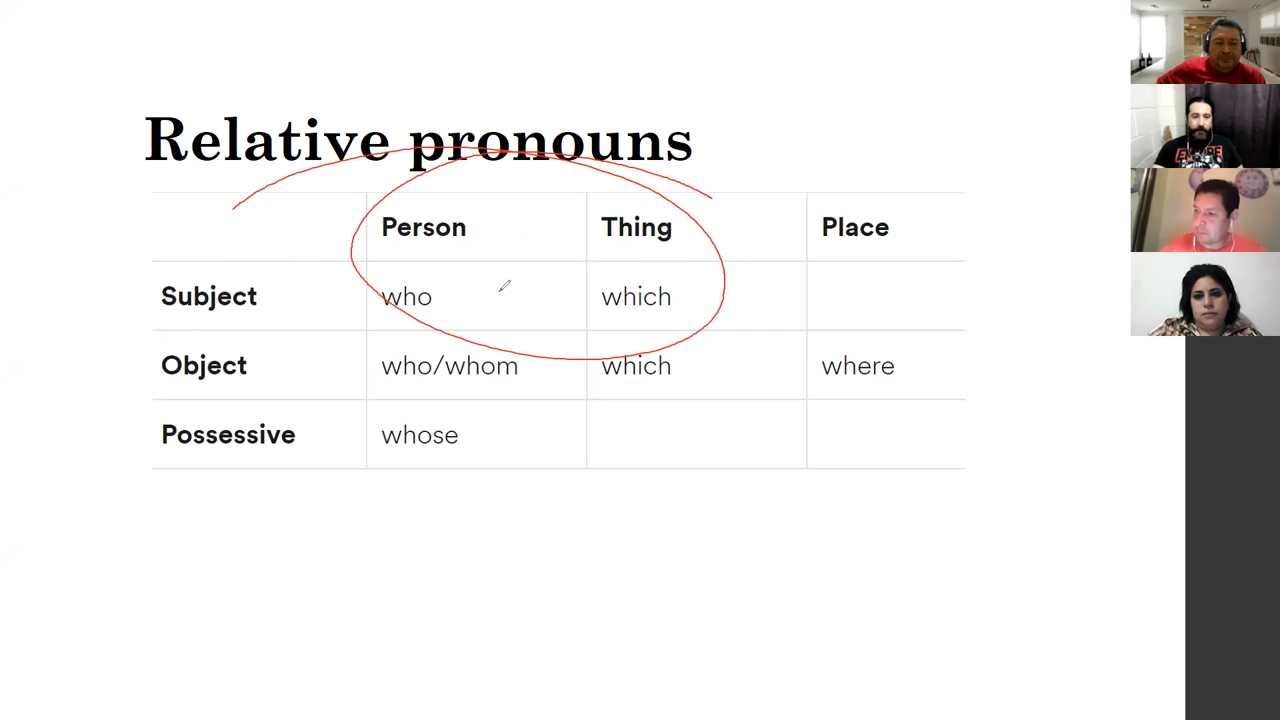 Relative pronouns
Person Thing Place
Subject who which
Object who/whom which where
Possessive whose